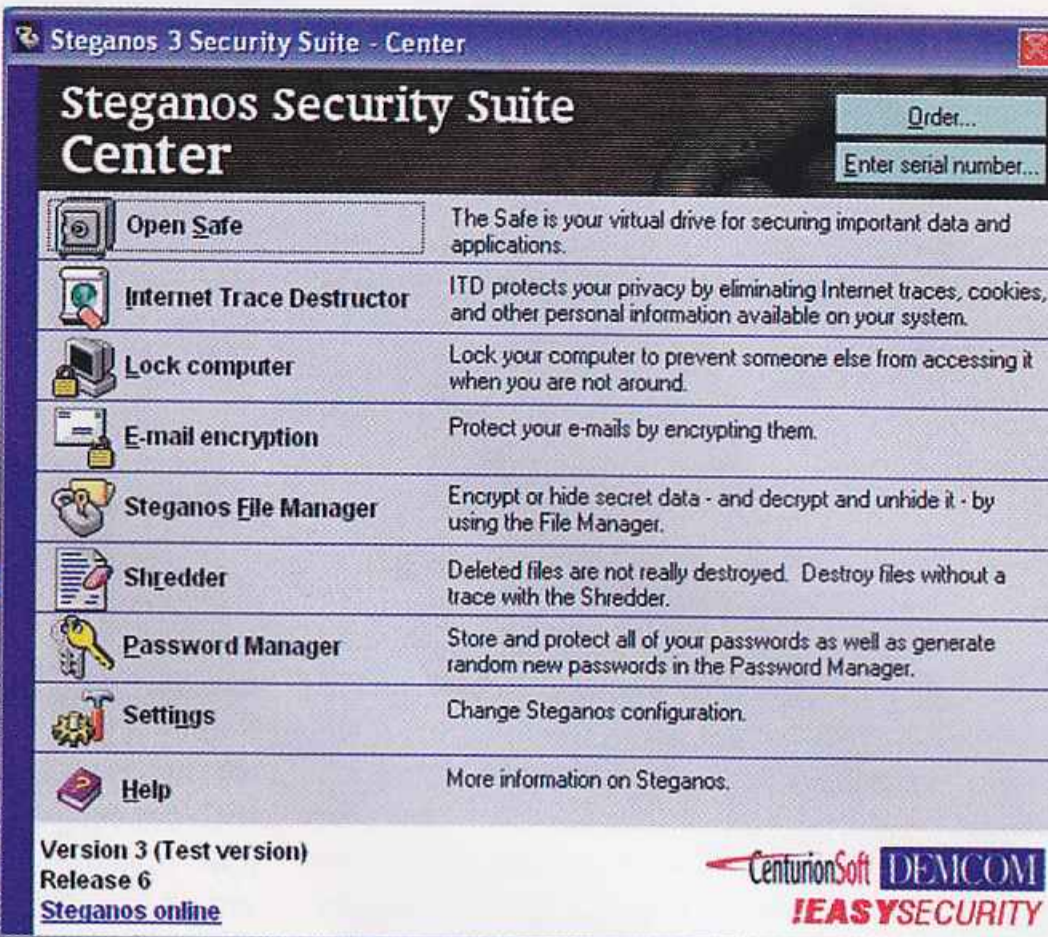 Steganos 3 Security Suite - Center
Steganos Security Suite
Center
Order...
Enter serial number...
Open Safe
The Safe is your virtual drive for securing important data and
applications.
Internet Trace Destructor
ITD protects your privacy by eliminating Internet traces, cookies,
and other personal information available on your system.
Lock computer
Lock your computer to prevent someone else from accessing it
when you are not around.
E-mail encryption
Protect your e-mails by encrypting them.
Steganos File Manager
Encrypt or hide secret data - and decrypt and unhide it - by
using the File Manager.
Shredder
Deleted files are not really destroyed. Destroy files without a
trace with the Shredder.
Password Manager
Store and protect all of your passwords as well as generate
random new passwords in the Password Manager.
Settings
Change Steganos configuration.
Help
More information on Steganos.
Version 3 (Test version)
Release 6
Steganos online
CenturionSoft DEMCOM
!EASYSECURITY